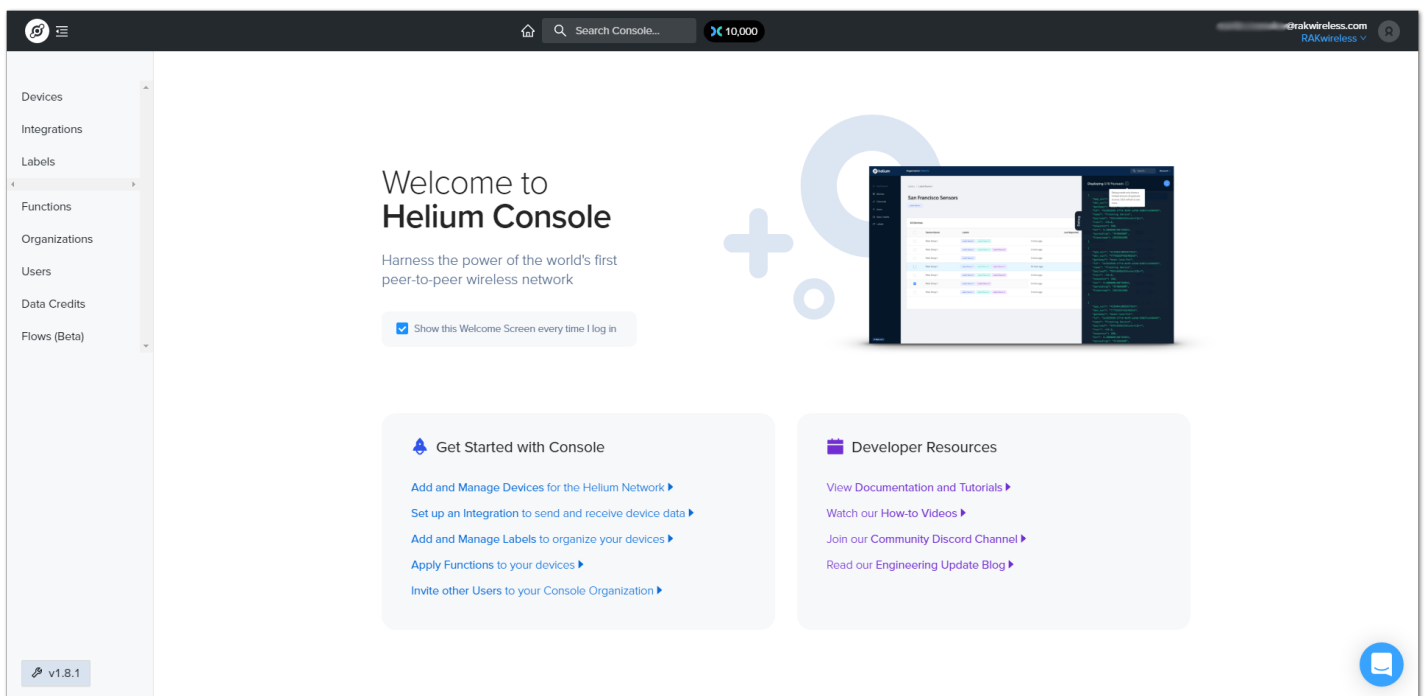 Search Console...
10,000
@rakwireless.com
RAKwireless
R
Devices
Integrations
Labels
Functions
Organizations
Users
Data Credits
Flows (Beta)
v1.8.1
Welcome to
Helium Console
Harness the power of the world's first
peer-to-peer wireless network
Show this Welcome Screen every time I log in
San Francisco Sensors
Get Started with Console
Add and Manage Devices for the Helium Network
Set up an Integration to send and receive device data
Add and Manage Labels to organize your devices
Apply Functions to your devices
Invite other Users to your Console Organization
Developer Resources
View Documentation and Tutorials
Watch our How-to Videos
Join our Community Discord Channel
Read our Engineering Update Blog